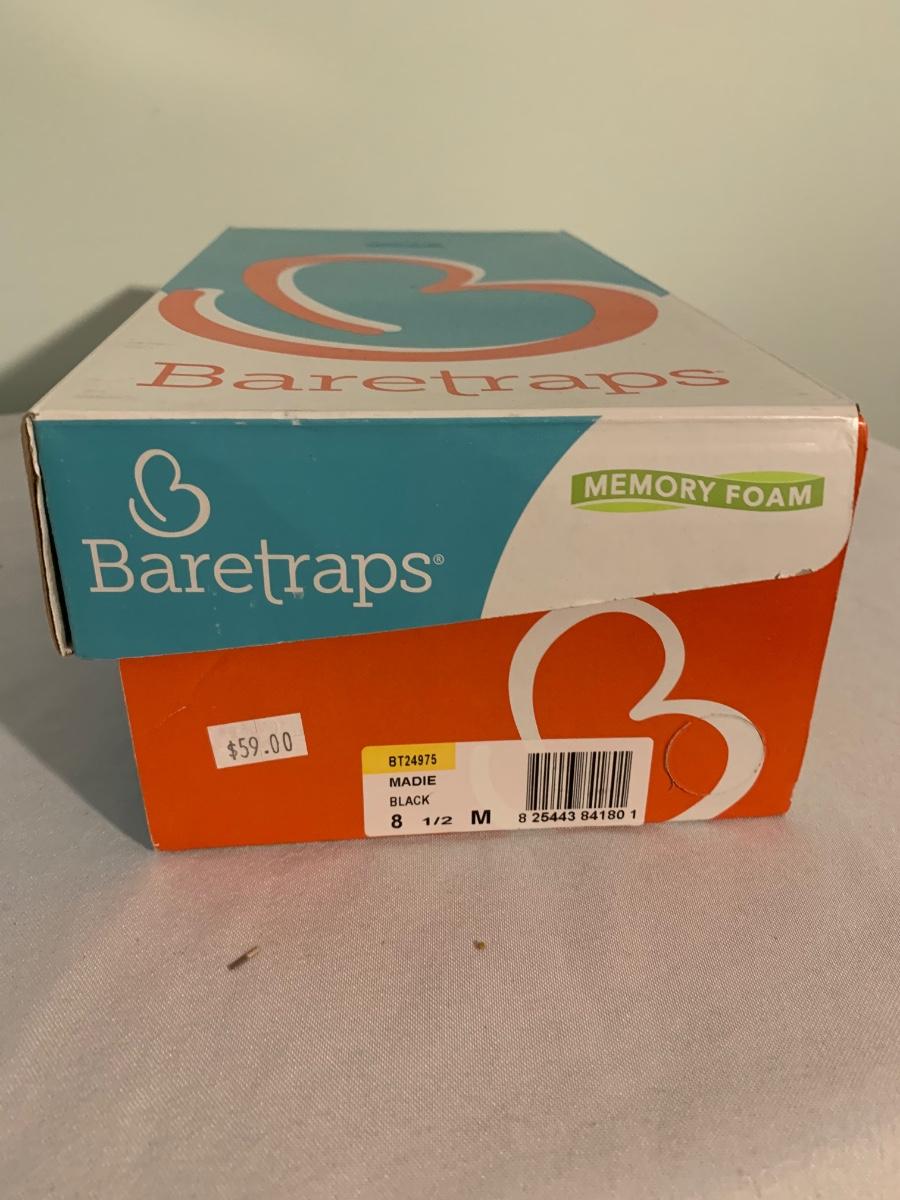 Baretraps
Baretraps®
MEMORY FOAM
$59.00
BT24975
MADIE
BLACK
8 1/2 M
8 25443 84180 1